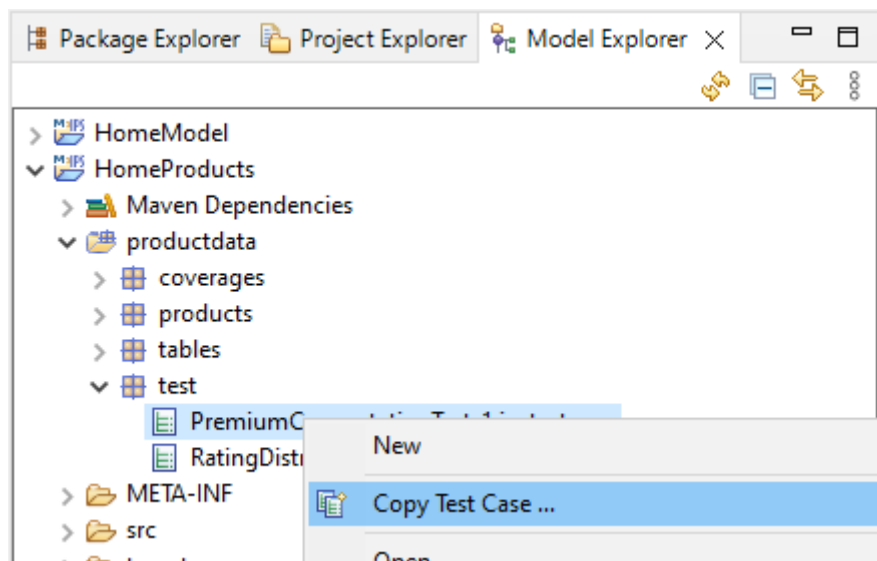 Package Explorer Project Explorer Model Explorer
HomeModel
HomeProducts
Maven Dependencies
productdata
coverages
products
tables
test
New
Copy Test Case ...
Open
META-INF
src